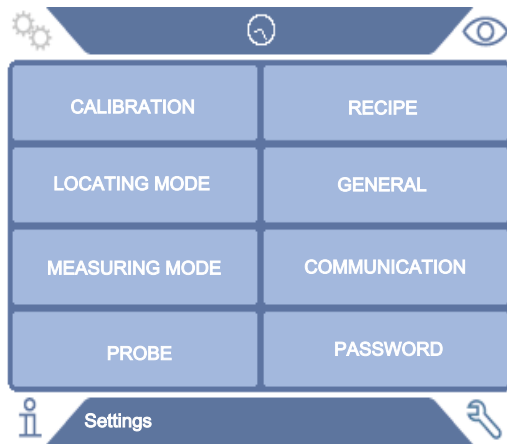 CALIBRATION
RECIPE
LOCATING MODE
GENERAL
MEASURING MODE
COMMUNICATION
PROBE
PASSWORD
Settings